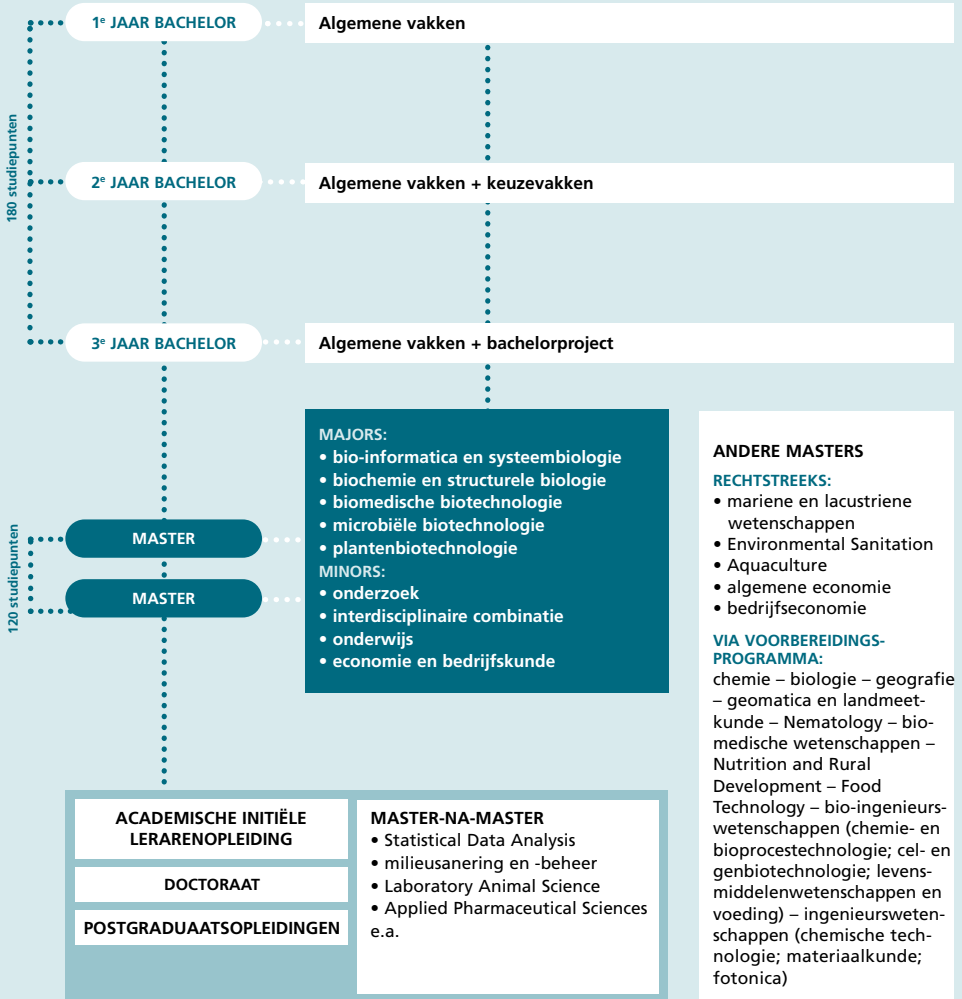 1e JAAR BACHELOR
Algemene vakken
180 studiepunten
2e JAAR BACHELOR
Algemene vakken + keuzevakken
3e JAAR BACHELOR
Algemene vakken + bachelorproject
120 studiepunten
MASTER
MASTER
MAJORS:
• bio-informatica en systeembiologie
• biochemie en structurele biologie
• biomedische biotechnologie
• microbiële biotechnologie
• plantenbiotechnologie
MINORS:
• onderzoek
• interdisciplinaire combinatie
• onderwijs
• economie en bedrijfskunde
ANDERE MASTERS
RECHTSTREEKS:
• mariene en lacustriene
wetenschappen
• Environmental Sanitation
• Aquaculture
• algemene economie
• bedrijfseconomie
VIA VOORBEREIDINGS-
PROGRAMMA:
chemie – biologie – geografie
– geomatica en landmeet-
kunde – Nematology – bio-
medische wetenschappen –
Nutrition and Rural
Development – Food
Technology – bio-ingenieurs-
wetenschappen (chemie- en
bioprocestechnologie; cel- en
genbiotechnologie; levens-
middelenwetenschappen en
voeding) – ingenieursweten-
schappen (chemische tech-
nologie; materiaalkunde;
fotonica)
ACADEMISCHE INITIËLE
LERARENOPLEIDING
DOCTORAAT
POSTGRADUAATSOPLEIDINGEN
MASTER-NA-MASTER
• Statistical Data Analysis
• milieusanering en -beheer
• Laboratory Animal Science
• Applied Pharmaceutical Sciences
e.a.